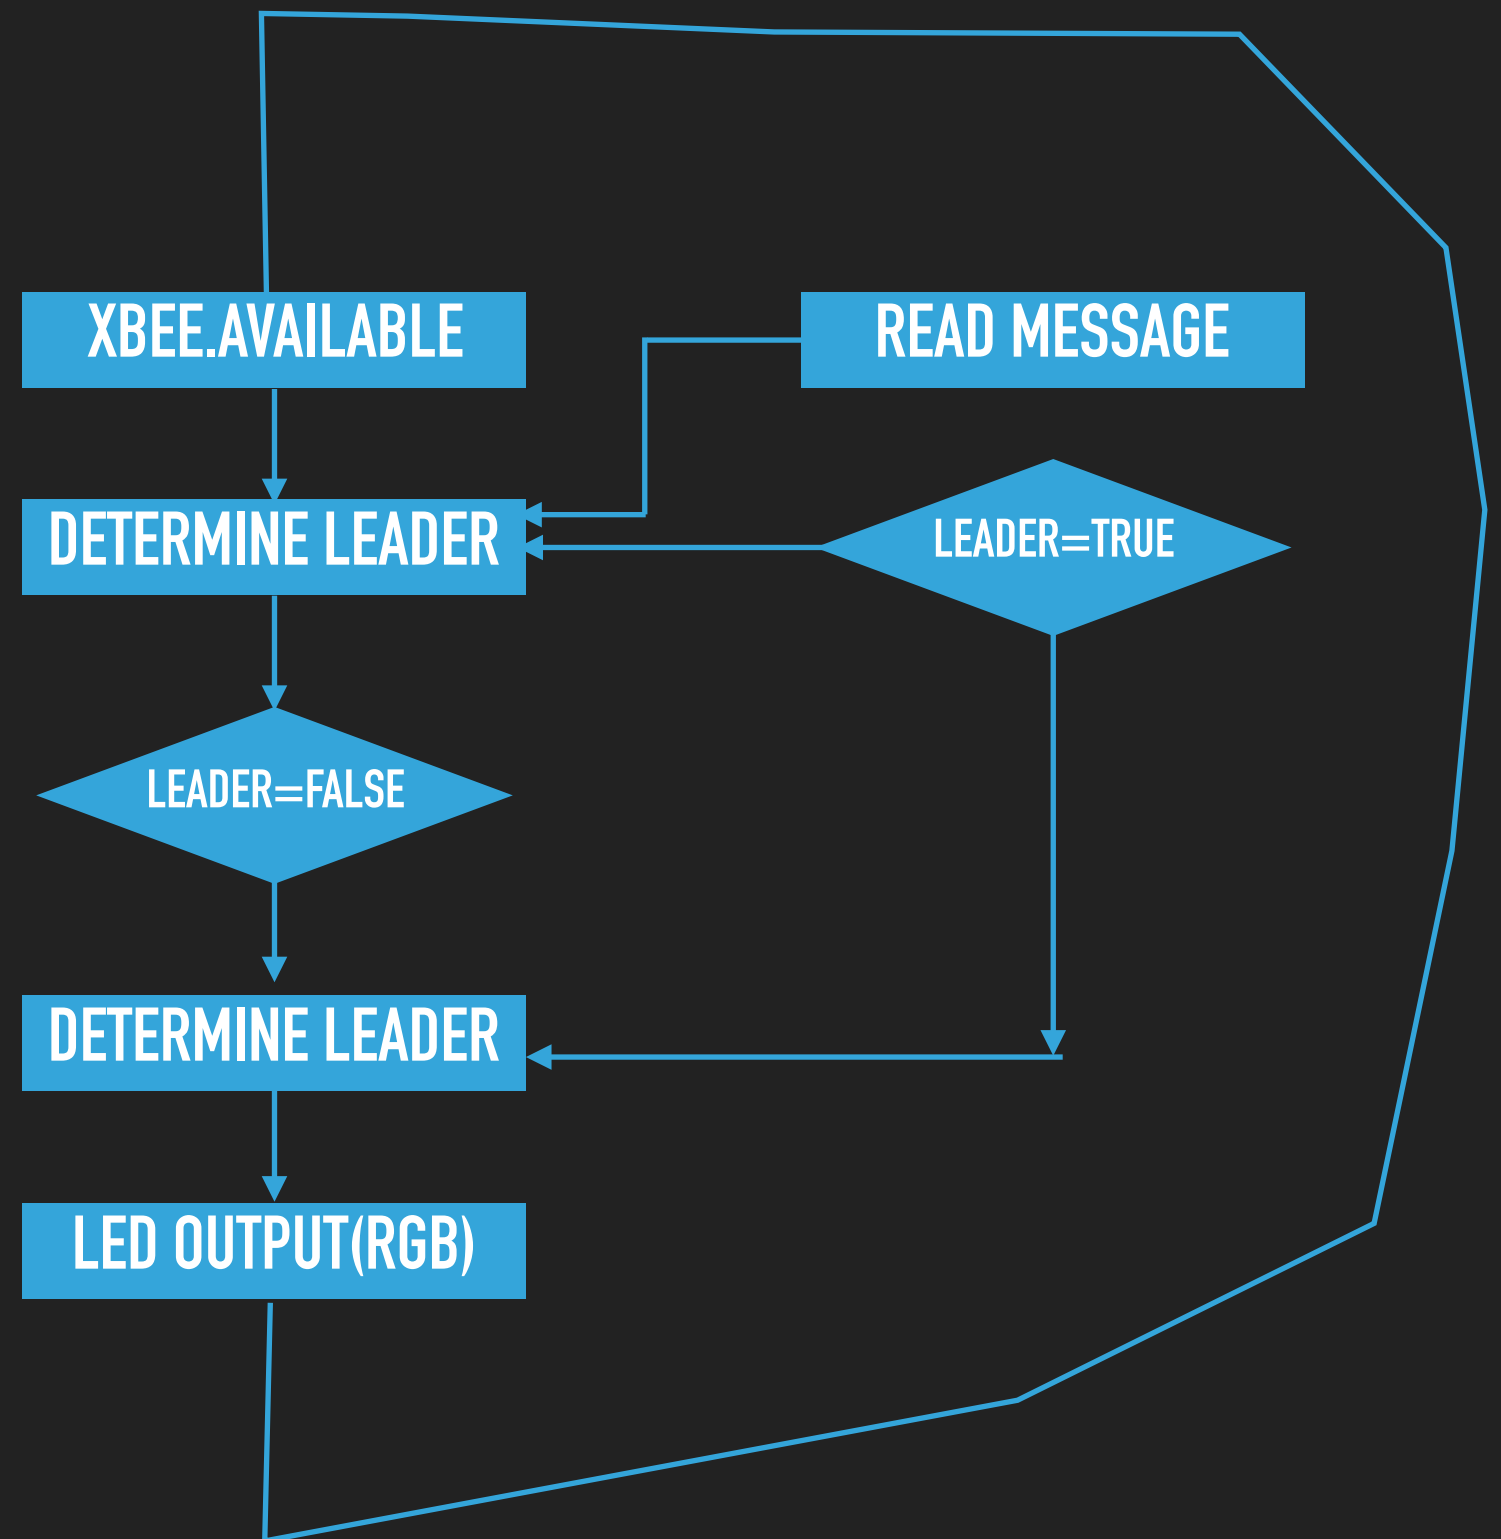 XBEE.AVAILABLE
READ MESSAGE
DETERMINE LEADER
LEADER=TRUE
LEADER=FALSE
DETERMINE LEADER
LED OUTPUT(RGB)